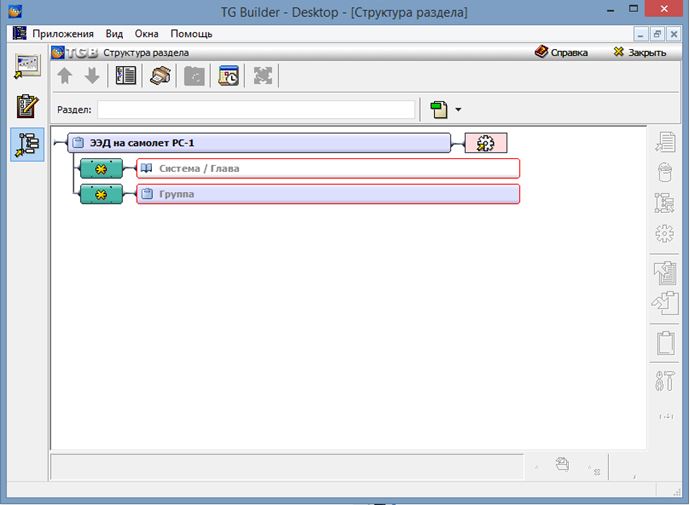 TG Builder - Desktop - [Структура раздела]
Приложения Вид Окна Помощь
TGB Структура раздела Справка Закрыть
Раздел:
ЭЭД на самолет РС-1
Система / Глава
Группа